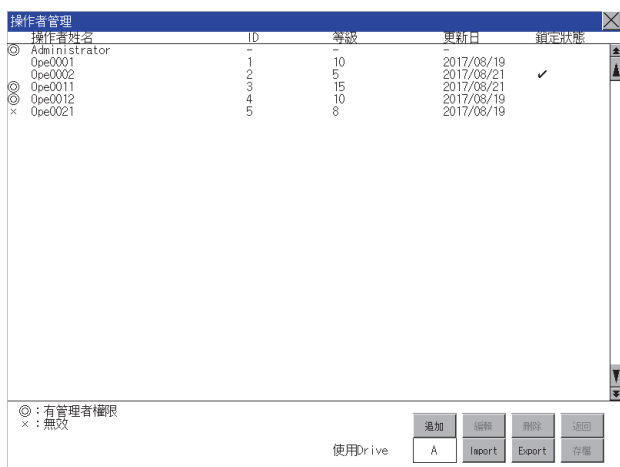 操作者管理
操作者姓名 ID 等級 更新日 鎖定狀態
◎ Administrator - - -
Ope0001 1 10 2017/08/19
Ope0002 2 5 2017/08/21 ✓
◎ Ope0011 3 15 2017/08/21
◎ Ope0012 4 10 2017/08/19
× Ope0021 5 8 2017/08/19
◎：有管理者權限
×：無效
追加 編輯 刪除 返回
使用Drive A Import Export 存檔